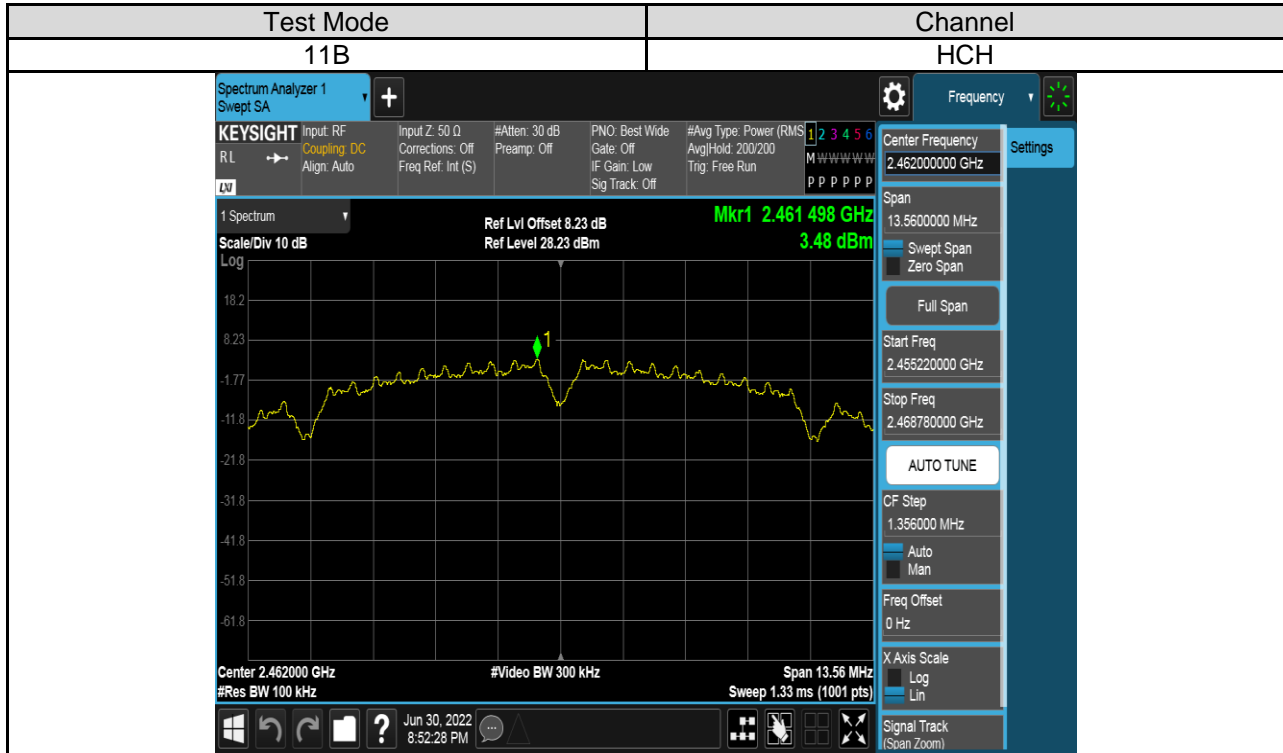 Test Mode Channel
11B HCH
Spectrum Analyzer 1
Swept SA
Frequency
KEYSIGHT
RL
LXI
Input: RF
Coupling: DC
Align: Auto
Input Z: 50 Ω
Corrections: Off
Freq Ref: Int (S)
#Atten: 30 dB
Preamp: Off
PNO: Best Wide
Gate: Off
IF Gain: Low
Sig Track: Off
#Avg Type: Power (RMS
Avg|Hold: 200/200
Trig: Free Run
1 2 3 4 5 6
M W W W W W
P P P P P P
1 Spectrum
Scale/Div 10 dB
Log
Ref Lvl Offset 8.23 dB
Ref Level 28.23 dBm
Mkr1 2.461 498 GHz
3.48 dBm
18.2
8.23
-1.77
-11.8
-21.8
-31.8
-41.8
-51.8
-61.8
1
Center 2.462000 GHz
#Res BW 100 kHz
#Video BW 300 kHz
Span 13.56 MHz
Sweep 1.33 ms (1001 pts)
Center Frequency
2.462000000 GHz
Settings
Span
13.5600000 MHz
Swept Span
Zero Span
Full Span
Start Freq
2.455220000 GHz
Stop Freq
2.468780000 GHz
AUTO TUNE
CF Step
1.356000 MHz
Auto
Man
Freq Offset
0 Hz
X Axis Scale
Log
Lin
Signal Track
(Span Zoom)
?
Jun 30, 2022
8:52:28 PM